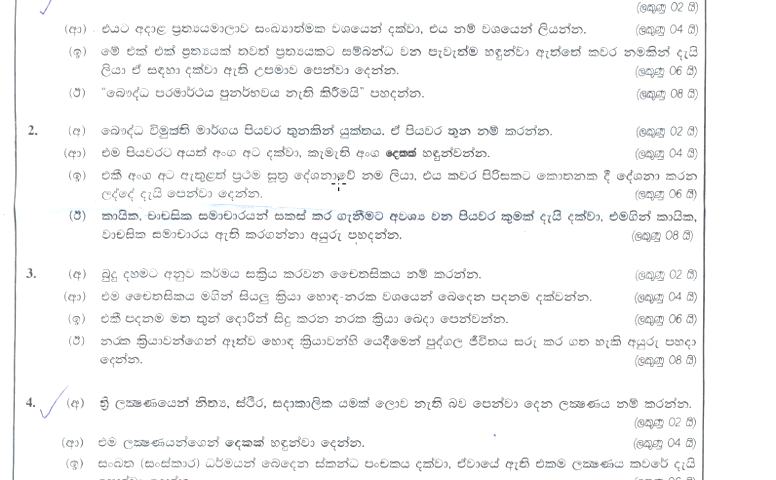 (ලකුණු 02 යි)
(ආ) එයට අදාළ ප්‍රත්‍යයමාලාව සංඛ්‍යාත්මක වශයෙන් දක්වා, එය නම් වශයෙන් ලියන්න. (ලකුණු 04 යි)
(ඉ) මේ එක් එක් ප්‍රත්‍යයක් තවත් ප්‍රත්‍යයකට සම්බන්ධ වන පැවැත්ම හඳුන්වා ඇත්තේ කවර නමකින් දැයි
ලියා ඒ සඳහා දක්වා ඇති උපමාව පෙන්වා දෙන්න. (ලකුණු 06 යි)
(ඊ) “බෞද්ධ පරමාර්ථය පුනර්භවය නැති කිරීමයි” පහදන්න. (ලකුණු 08 යි)
2. (අ) බෞද්ධ විමුක්ති මාර්ගය පියවර තුනකින් යුක්තය. ඒ පියවර තුන නම් කරන්න. (ලකුණු 02 යි)
(ආ) එම පියවරට අයත් අංග අට දක්වා, කැමැති අංග දෙකක් හඳුන්වන්න. (ලකුණු 04 යි)
(ඉ) එකී අංග අට ඇතුළත් ප්‍රථම සූත්‍ර දේශනාවේ නම ලියා, එය කවර පිරිසකට කොතනක දී දේශනා කරන
ලද්දේ දැයි පෙන්වා දෙන්න. (ලකුණු 06 යි)
(ඊ) කායික, වාචසික සමාචාරයන් සකස් කර ගැනීමට අවශ්‍ය වන පියවර කුමක් දැයි දක්වා, එමගින් කායික,
වාචසික සමාචාරය ඇති කරගන්නා අයුරු පහදන්න. (ලකුණු 08 යි)
3. (අ) බුදු දහමට අනුව කර්මය සක්‍රිය කරවන චෛතසිකය නම් කරන්න. (ලකුණු 02 යි)
(ආ) එම චෛතසිකය මගින් සියලු ක්‍රියා හොඳ-නරක වශයෙන් බෙදෙන පදනම දක්වන්න. (ලකුණු 04 යි)
(ඉ) එකී පදනම මත තුන් දොරින් සිදු කරන නරක ක්‍රියා බෙදා පෙන්වන්න. (ලකුණු 06 යි)
(ඊ) නරක ක්‍රියාවන්ගෙන් ඈත්ව හොඳ ක්‍රියාවන්හි යෙදීමෙන් පුද්ගල ජීවිතය සරු කර ගත හැකි අයුරු පහදා
දෙන්න. (ලකුණු 08 යි)
4. (අ) ත්‍රි ලක්‍ෂණයෙන් නිත්‍ය, ස්ථිර, සදාකාලික යමක් ලොව නැති බව පෙන්වා දෙන ලක්‍ෂණය නම් කරන්න.
(ලකුණු 02 යි)
(ආ) එම ලක්‍ෂණයන්ගෙන් දෙකක් හඳුන්වා දෙන්න. (ලකුණු 04 යි)
(ඉ) සංඛත (සංස්කාර) ධර්මයන් බෙදෙන ස්කන්ධ පංචකය දක්වා, ඒවායේ ඇති එකම ලක්‍ෂණය කවරේ දැයි